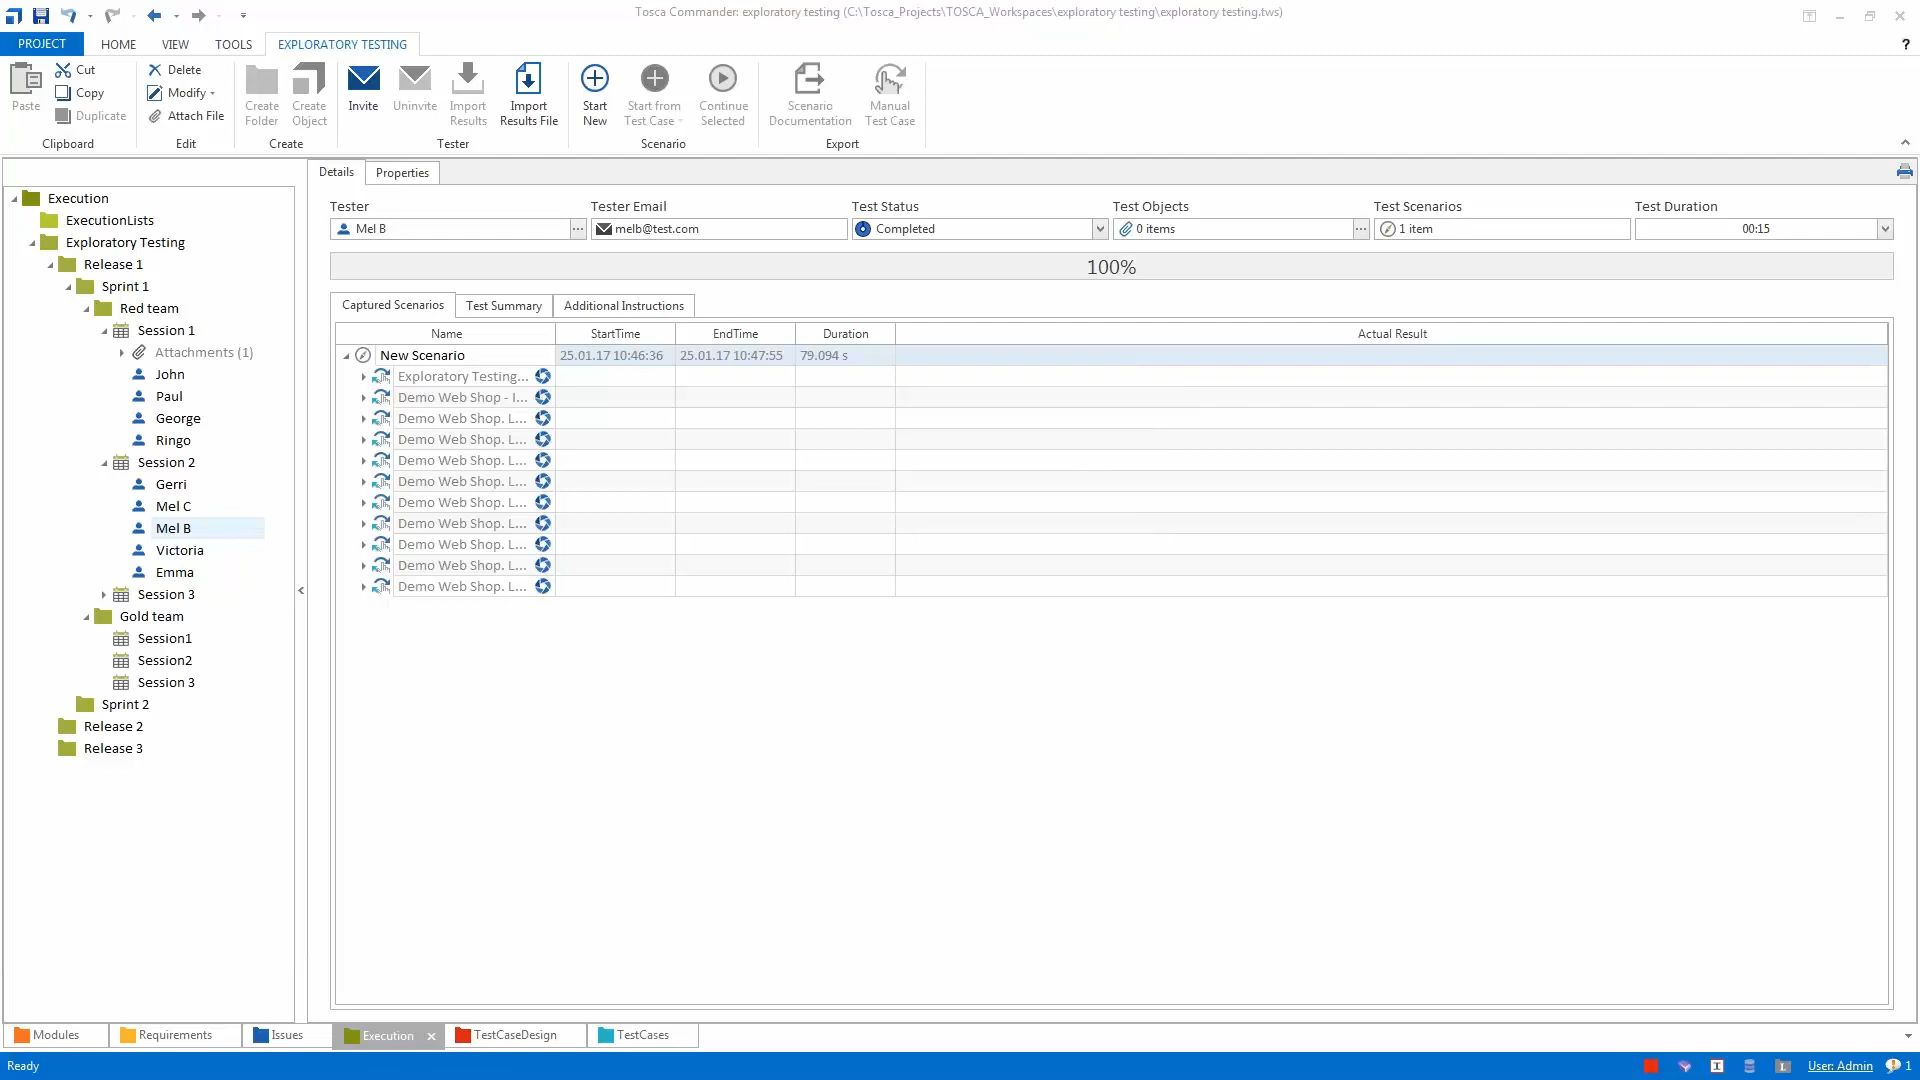 Tosca Commander: exploratory testing (C:\Tosca_Projects\TOSCA_Workspaces\exploratory testing\exploratory testing.tws)
PROJECT HOME VIEW TOOLS EXPLORATORY TESTING ?
Paste Cut Copy Duplicate
Clipboard
Delete Modify Attach File
Edit
Create Folder Create Object
Create
Invite Uninvite Import Results Import Results File
Tester
Start New Start from Test Case Continue Selected
Scenario
Scenario Documentation Manual Test Case
Export
Execution
ExecutionLists
Exploratory Testing
Release 1
Sprint 1
Red team
Session 1
Attachments (1)
John
Paul
George
Ringo
Session 2
Gerri
Mel C
Mel B
Victoria
Emma
Session 3
Gold team
Session1
Session2
Session 3
Sprint 2
Release 2
Release 3
Details Properties
Tester Tester Email Test Status Test Objects Test Scenarios Test Duration
Mel B ... melb@test.com Completed 0 items ... 1 item 00:15
100%
Captured Scenarios Test Summary Additional Instructions
Name StartTime EndTime Duration Actual Result
New Scenario 25.01.17 10:46:36 25.01.17 10:47:55 79.094 s
Exploratory Testing...
Demo Web Shop - I...
Demo Web Shop. L...
Demo Web Shop. L...
Demo Web Shop. L...
Demo Web Shop. L...
Demo Web Shop. L...
Demo Web Shop. L...
Demo Web Shop. L...
Demo Web Shop. L...
Demo Web Shop. L...
Modules Requirements Issues Execution TestCaseDesign TestCases
Ready User: Admin 1